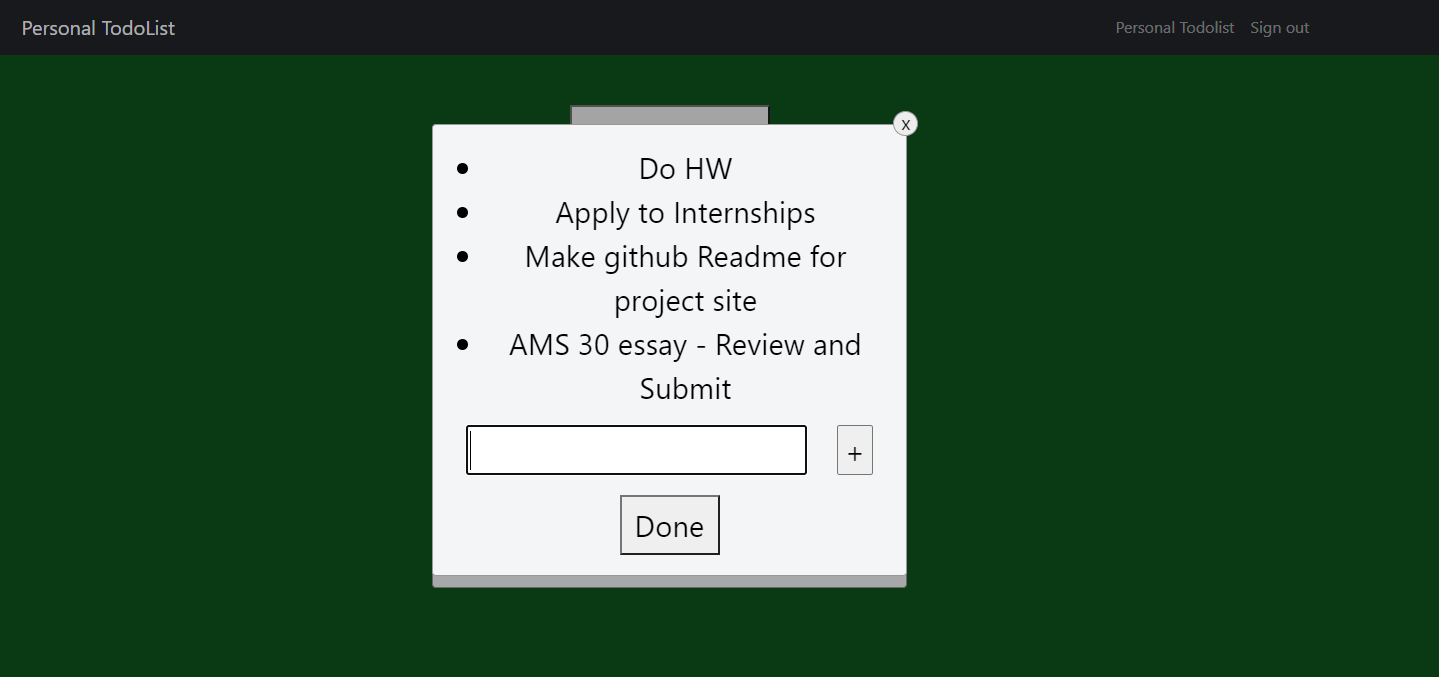 Personal TodoList
Personal Todolist Sign out
x
Do HW
Apply to Internships
Make github Readme for
project site
AMS 30 essay - Review and
Submit
+
Done